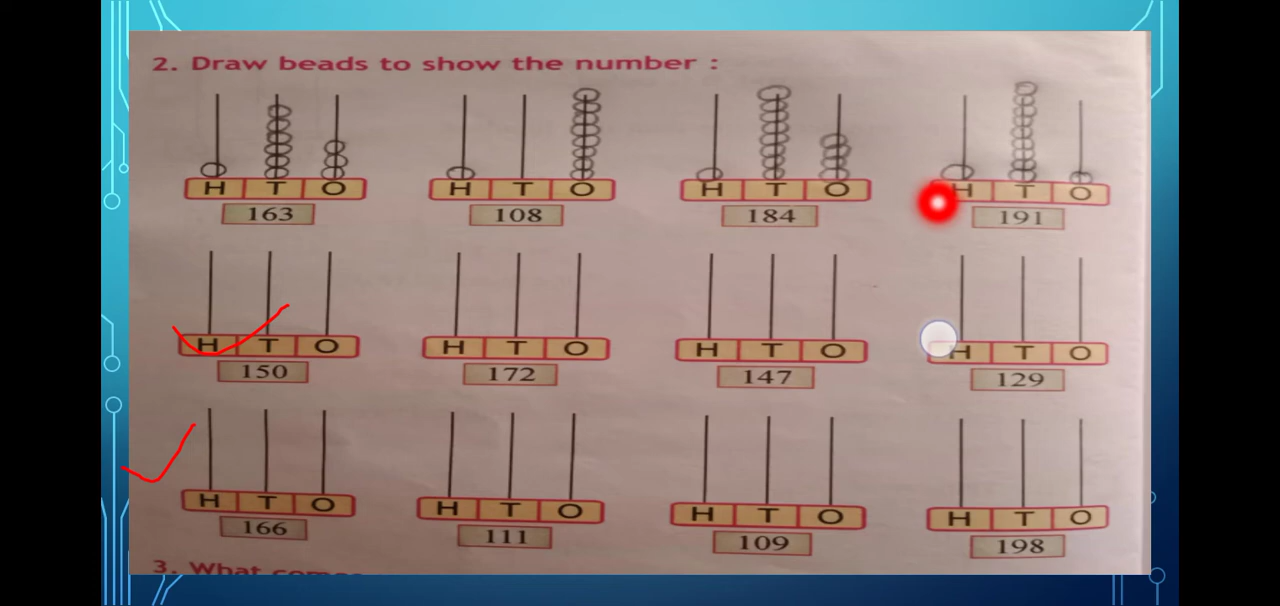 2. Draw beads to show the number :
H T O H T O H T O H T O
163 108 184 191
H T O H T O H T O H T O
150 172 147 129
H T O H T O H T O H T O
166 111 109 198
3. What comes